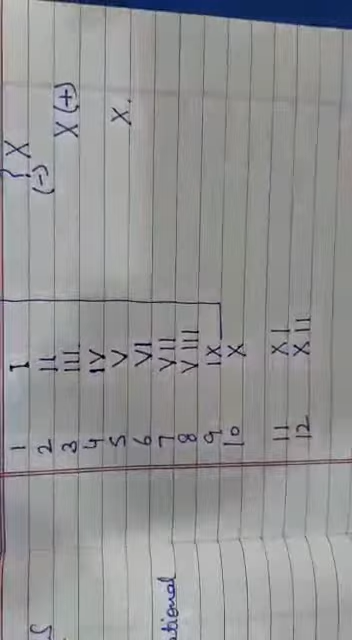 1 I } X
s 2 II (-)
3 III. X (+)
4 IV
5 V X.
6 VI
tional 7 VII
8 VIII
9 IX
10 X
11 XI
12 XII